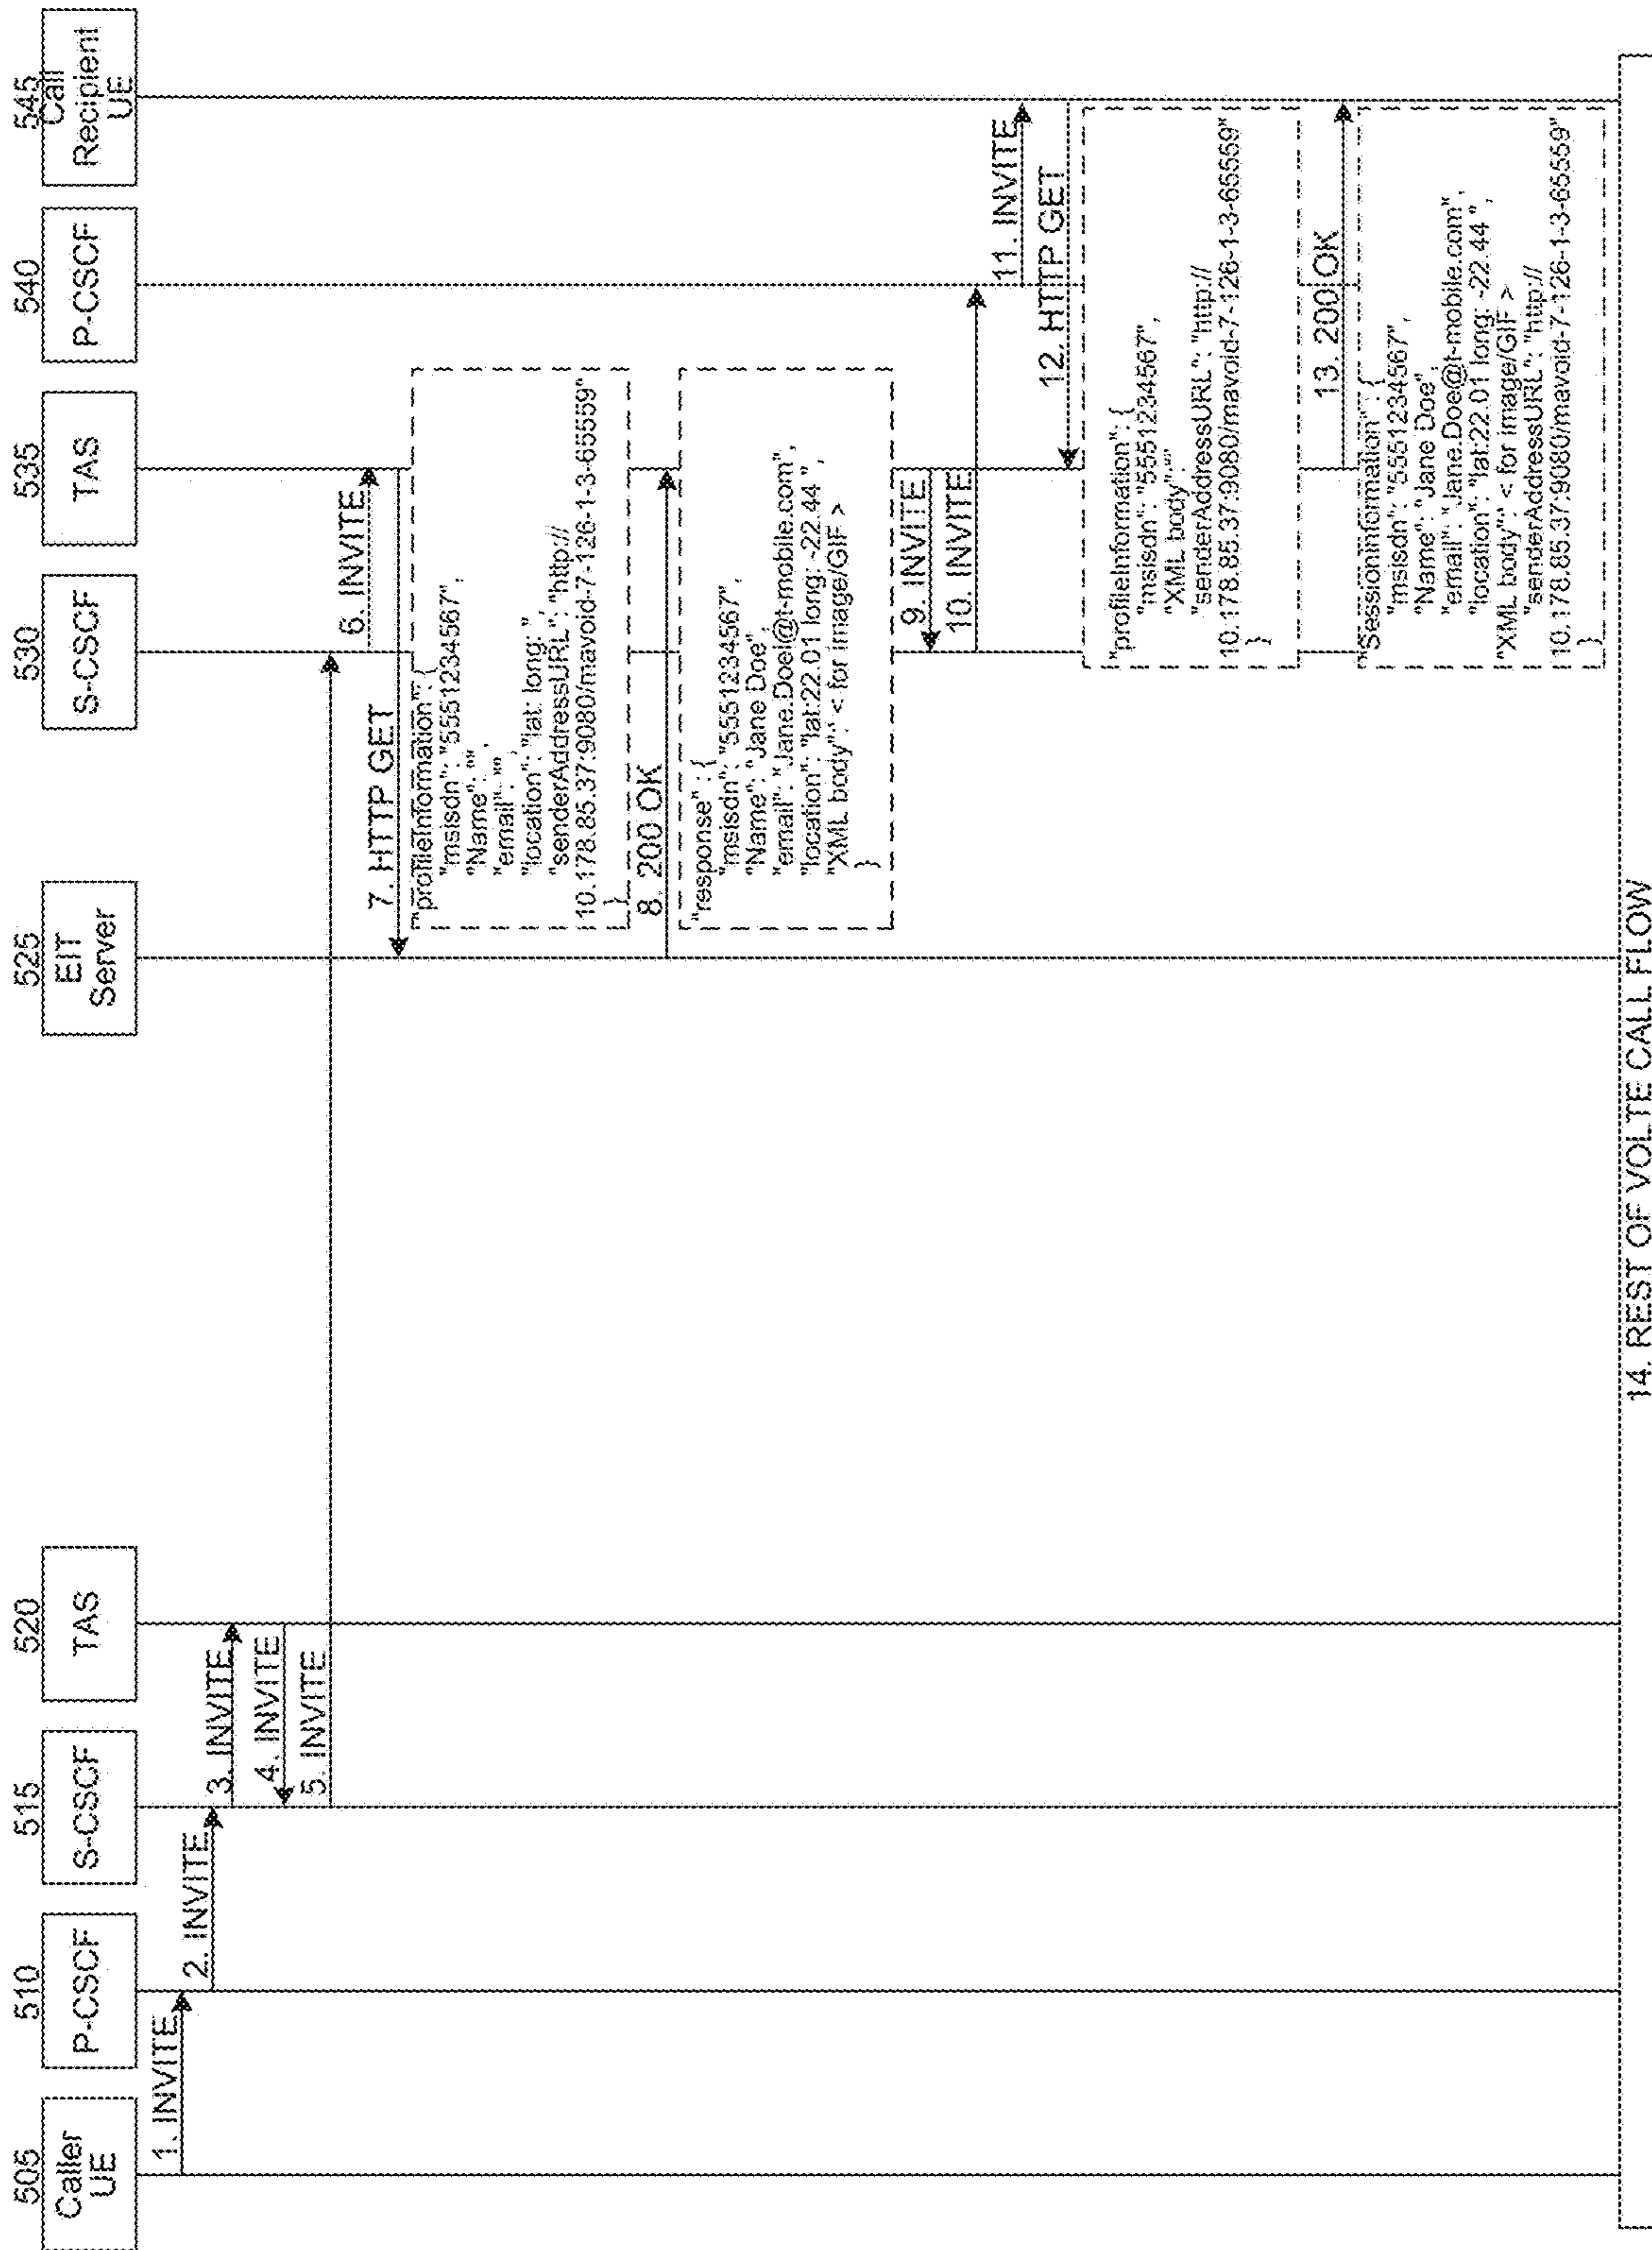 505
Caller
UE
510
P-CSCF
515
S-CSCF
520
TAS
525
EIT
Server
530
S-CSCF
535
TAS
540
P-CSCF
545
Call
Recipient
UE
1. INVITE
2. INVITE
3. INVITE
4. INVITE
5. INVITE
6. INVITE
7. HTTP GET
"profileInformation": {
"msisdn": "5551234567",
"Name": "",
"email": "",
"location": "lat: long: "
"senderAddressURL": "http://
10.178.85.37:9080/mavoid-7-126-1-3-65559"
}
8. 200 OK
"response" : {
"msisdn": "5551234567",
"Name": "Jane Doe",
"email": "Jane.Doe@t-mobile.com",
"location": "lat:22.01 long: -22.44 ",
"XML body": < for image/GIF >
}
9. INVITE
10. INVITE
11. INVITE
12. HTTP GET
"profileInformation": {
"msisdn": "5551234567",
"XML body":""
"senderAddressURL": "http://
10.178.85.37:9080/mavoid-7-126-1-3-65559"
}
13. 200 OK
"SessionInformation" : {
"msisdn": "5551234567",
"Name": "Jane Doe",
"email": "Jane.Doe@t-mobile.com",
"location": "lat:22.01 long: -22.44 ",
"XML body": < for image/GIF >
"senderAddressURL": "http://
10.178.85.37:9080/mavoid-7-126-1-3-65559"
}
14. REST OF VOLTE CALL FLOW